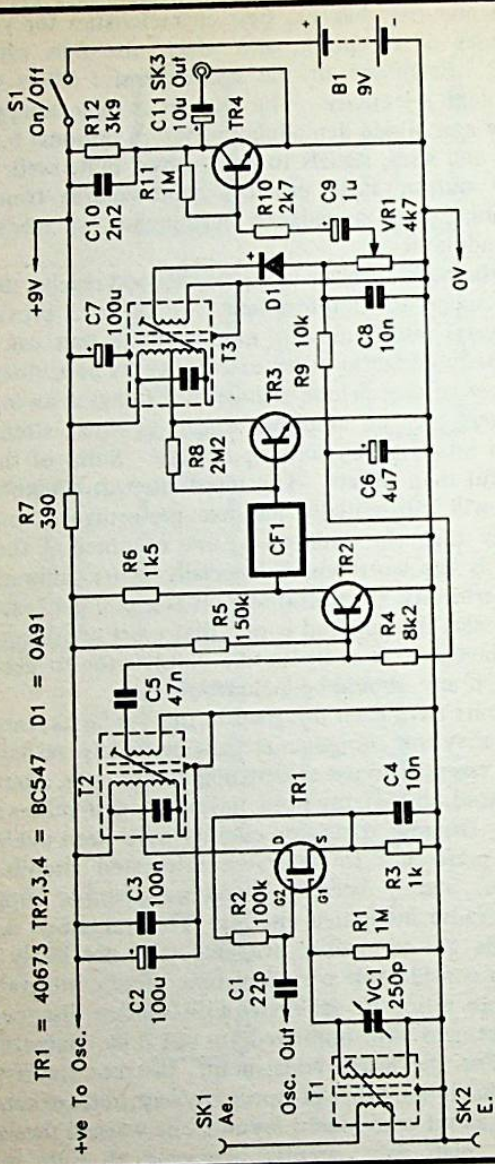 TR1 = 40673 TR2,3,4 = BC547 D1 = OA91
S1
On/Off
+
-
B1
9V
+9V
0V
R12
3k9
C10
2n2
R11
1M
C11
10u
SK3
Out
TR4
R10
2k7
C9
1u
+
VR1
4k7
C7
100u
T3
+
D1
C8
10n
R9
10k
R8
2M2
TR3
C6
4u7
R7
390
R6
1k5
CF1
TR2
R5
150k
R4
8k2
C5
47n
T2
+ve To Osc.
C2
100u
C3
100n
R2
100k
TR1
D
S
G2
G1
C4
10n
R3
1k
C1
22p
Osc. Out
R1
1M
VC1
250p
T1
SK1
Ae.
SK2
E.